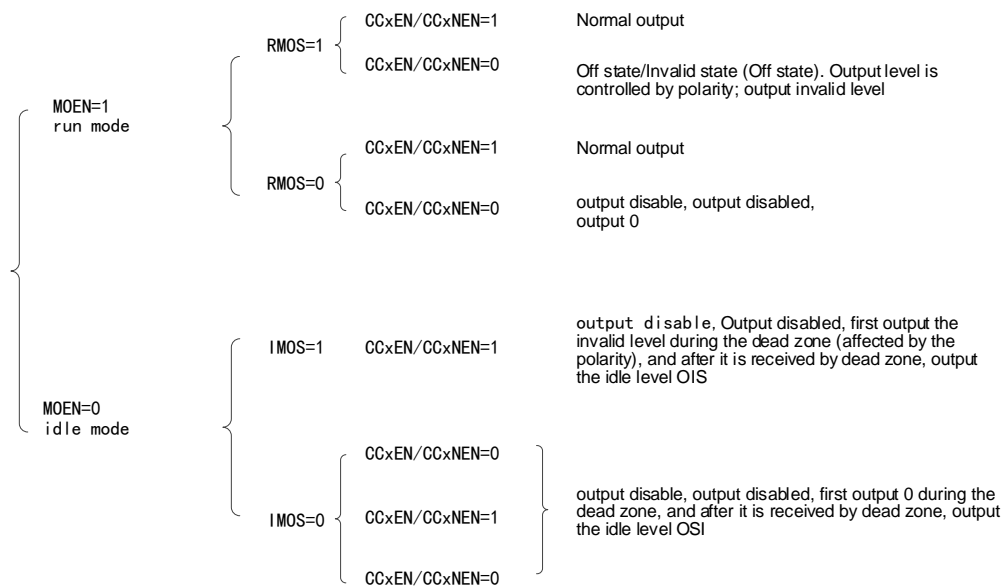 CCxEN/CCxNEN=1 Normal output
RMOS=1
CCxEN/CCxNEN=0 Off state/Invalid state (Off state). Output level is
controlled by polarity; output invalid level
MOEN=1
run mode
CCxEN/CCxNEN=1 Normal output
RMOS=0
CCxEN/CCxNEN=0 output disable, output disabled,
output 0
output disable, Output disabled, first output the
invalid level during the dead zone (affected by the
IMOS=1 CCxEN/CCxNEN=1 polarity), and after it is received by dead zone, output
the idle level OIS
MOEN=0
idle mode
CCxEN/CCxNEN=0
output disable, output disabled, first output 0 during the
IMOS=0 CCxEN/CCxNEN=1 dead zone, and after it is received by dead zone, output
the idle level OSI
CCxEN/CCxNEN=0